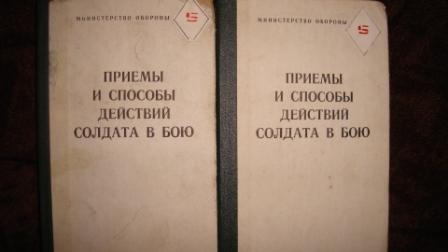 МИНИСТЕРСТВО ОБОРОНЫ
5
ПРИЕМЫ
И СПОСОБЫ
ДЕЙСТВИЙ
СОЛДАТА В БОЮ
МИНИСТЕРСТВО ОБОРОНЫ
5
ПРИЕМЫ
И СПОСОБЫ
ДЕЙСТВИЙ
СОЛДАТА В БОЮ